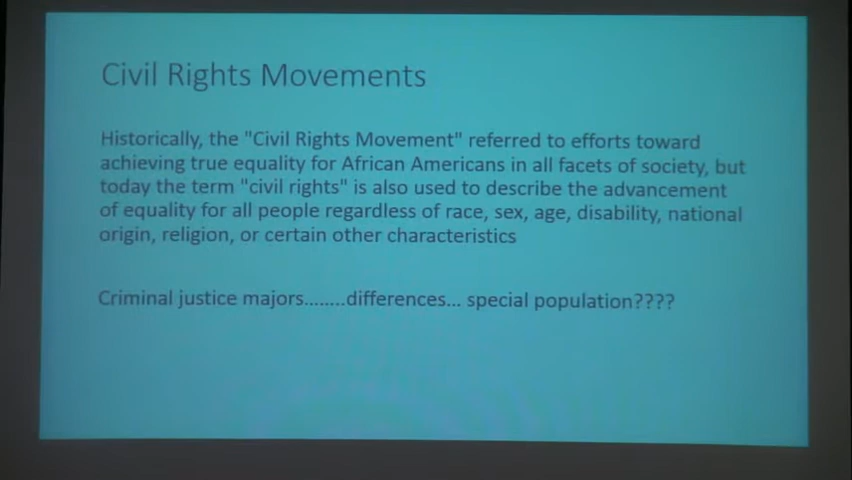 Civil Rights Movements
Historically, the "Civil Rights Movement" referred to efforts toward
achieving true equality for African Americans in all facets of society, but
today the term "civil rights" is also used to describe the advancement
of equality for all people regardless of race, sex, age, disability, national
origin, religion, or certain other characteristics
Criminal justice majors........differences... special population????